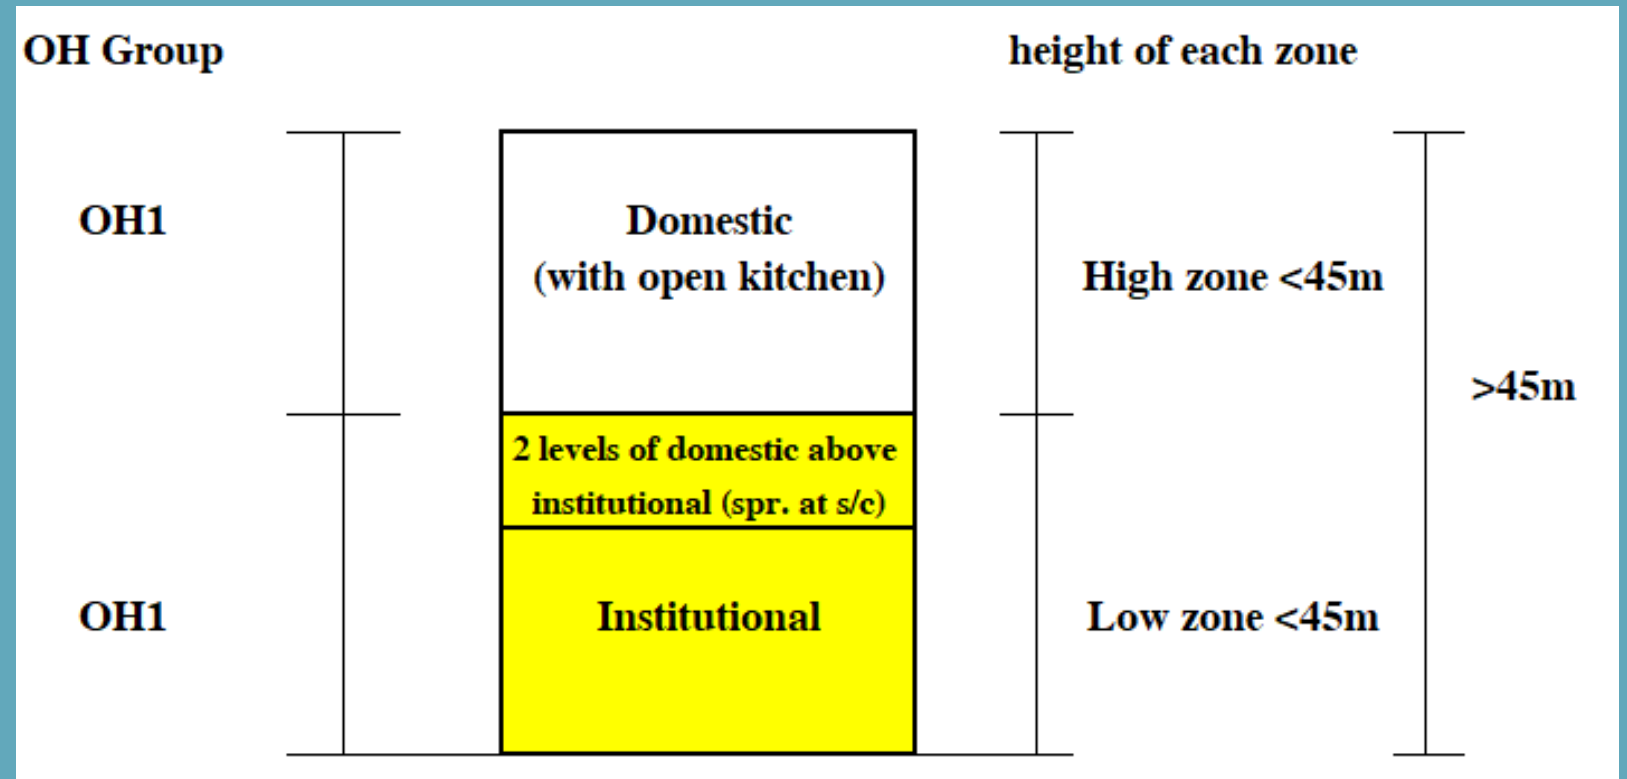 OH Group
height of each zone
OH1
Domestic
(with open kitchen)
High zone <45m
>45m
2 levels of domestic above
institutional (spr. at s/c)
OH1
Institutional
Low zone <45m